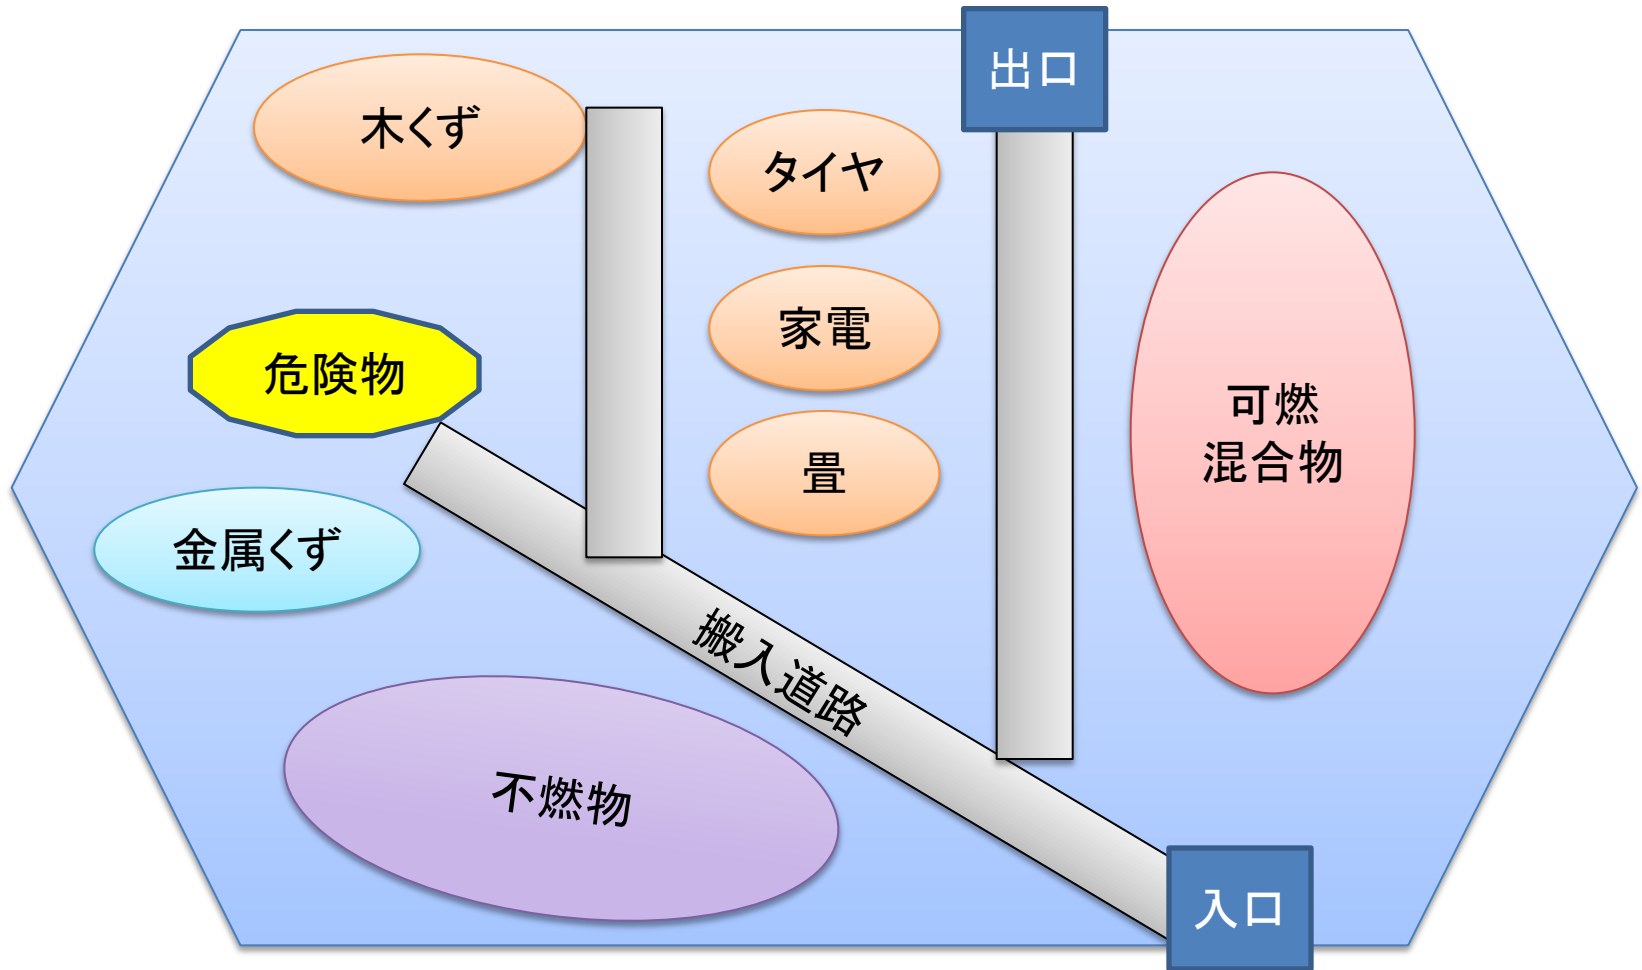 出口
木くず
タイヤ
家電
危険物
可燃
混合物
畳
金属くず
搬入道路
不燃物
入口